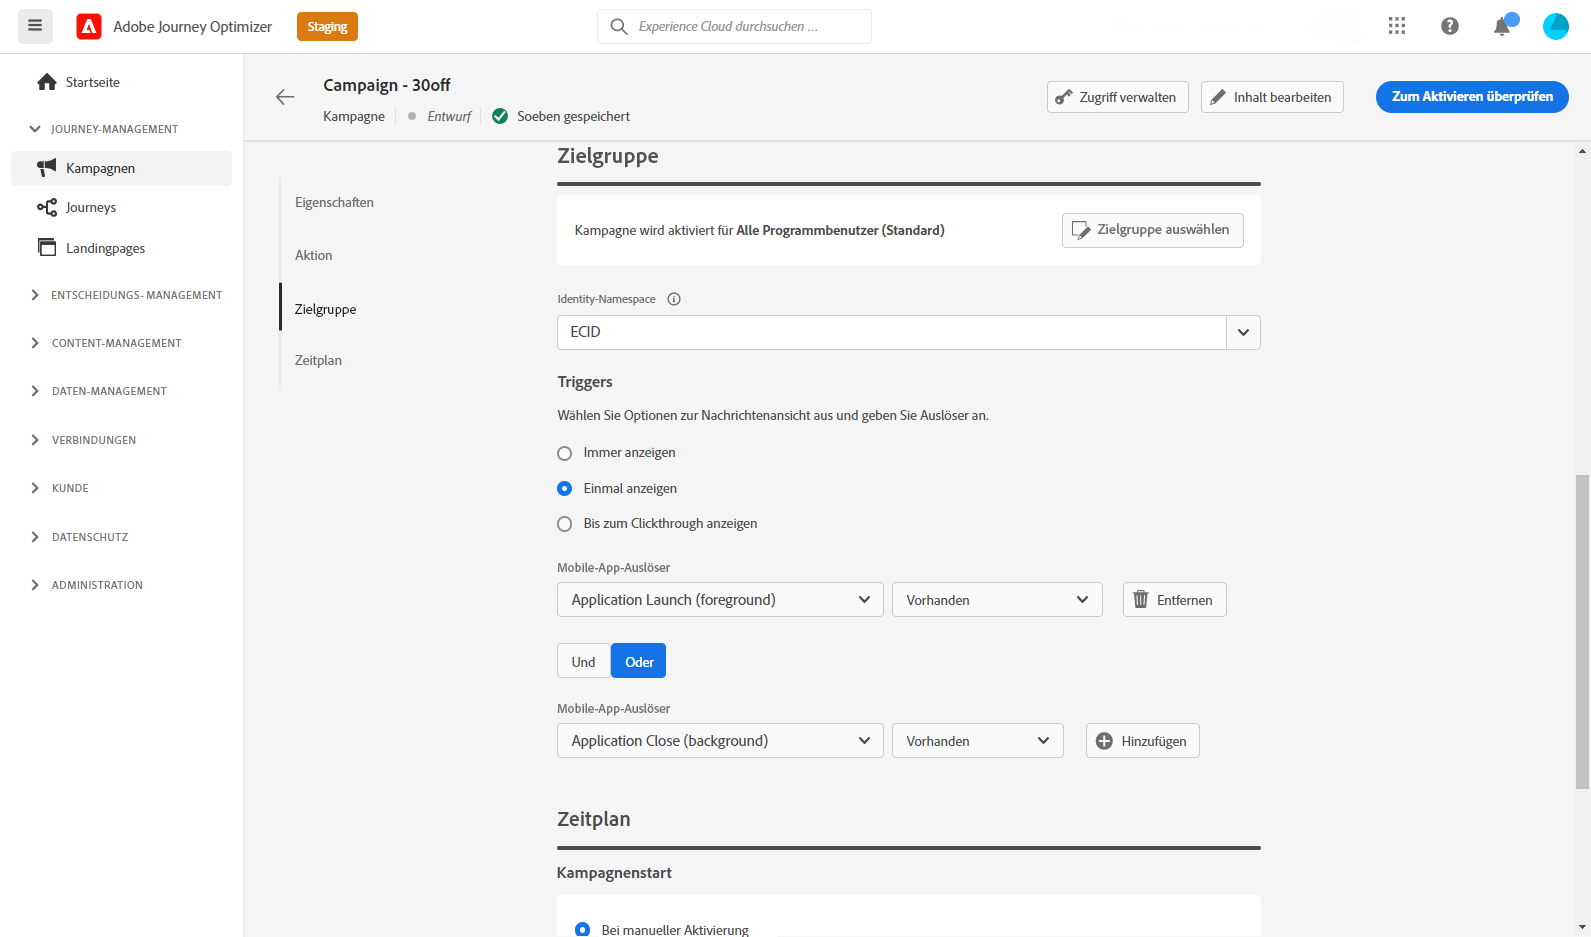 Adobe Journey Optimizer
Staging
Experience Cloud durchsuchen ...
Startseite
JOURNEY-MANAGEMENT
Kampagnen
Journeys
Landingpages
ENTSCHEIDUNGS- MANAGEMENT
CONTENT-MANAGEMENT
DATEN-MANAGEMENT
VERBINDUNGEN
KUNDE
DATENSCHUTZ
ADMINISTRATION
Campaign - 30off
Kampagne
Entwurf
Soeben gespeichert
Zugriff verwalten
Inhalt bearbeiten
Zum Aktivieren überprüfen
Eigenschaften
Aktion
Zielgruppe
Zeitplan
Zielgruppe
Kampagne wird aktiviert für Alle Programmbenutzer (Standard)
Zielgruppe auswählen
Identity-Namespace
ECID
Triggers
Wählen Sie Optionen zur Nachrichtenansicht aus und geben Sie Auslöser an.
Immer anzeigen
Einmal anzeigen
Bis zum Clickthrough anzeigen
Mobile-App-Auslöser
Application Launch (foreground)
Vorhanden
Entfernen
Und
Oder
Mobile-App-Auslöser
Application Close (background)
Vorhanden
Hinzufügen
Zeitplan
Kampagnenstart
Bei manueller Aktivierung